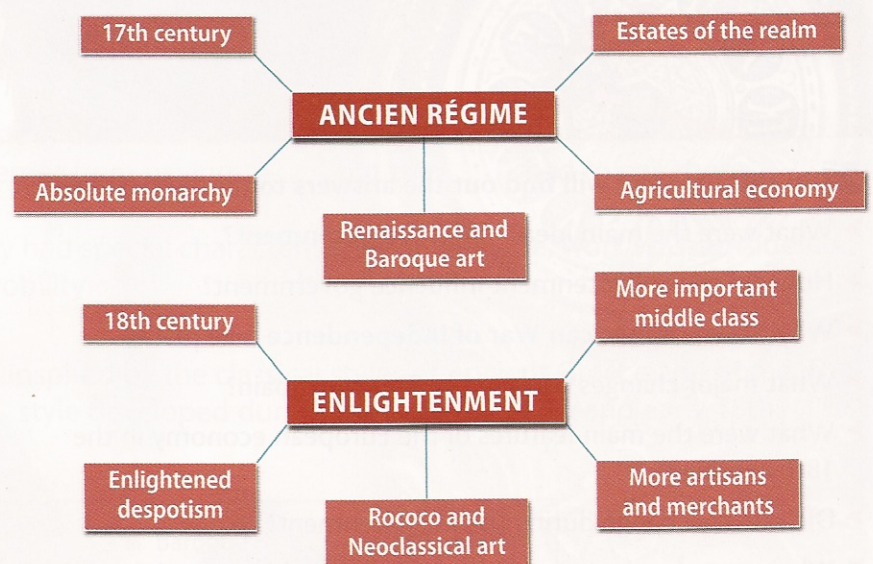 17th century
Estates of the realm
ANCIEN RÉGIME
Absolute monarchy
Agricultural economy
Renaissance and
Baroque art
18th century
More important
middle class
ENLIGHTENMENT
Enlightened
despotism
More artisans
and merchants
Rococo and
Neoclassical art